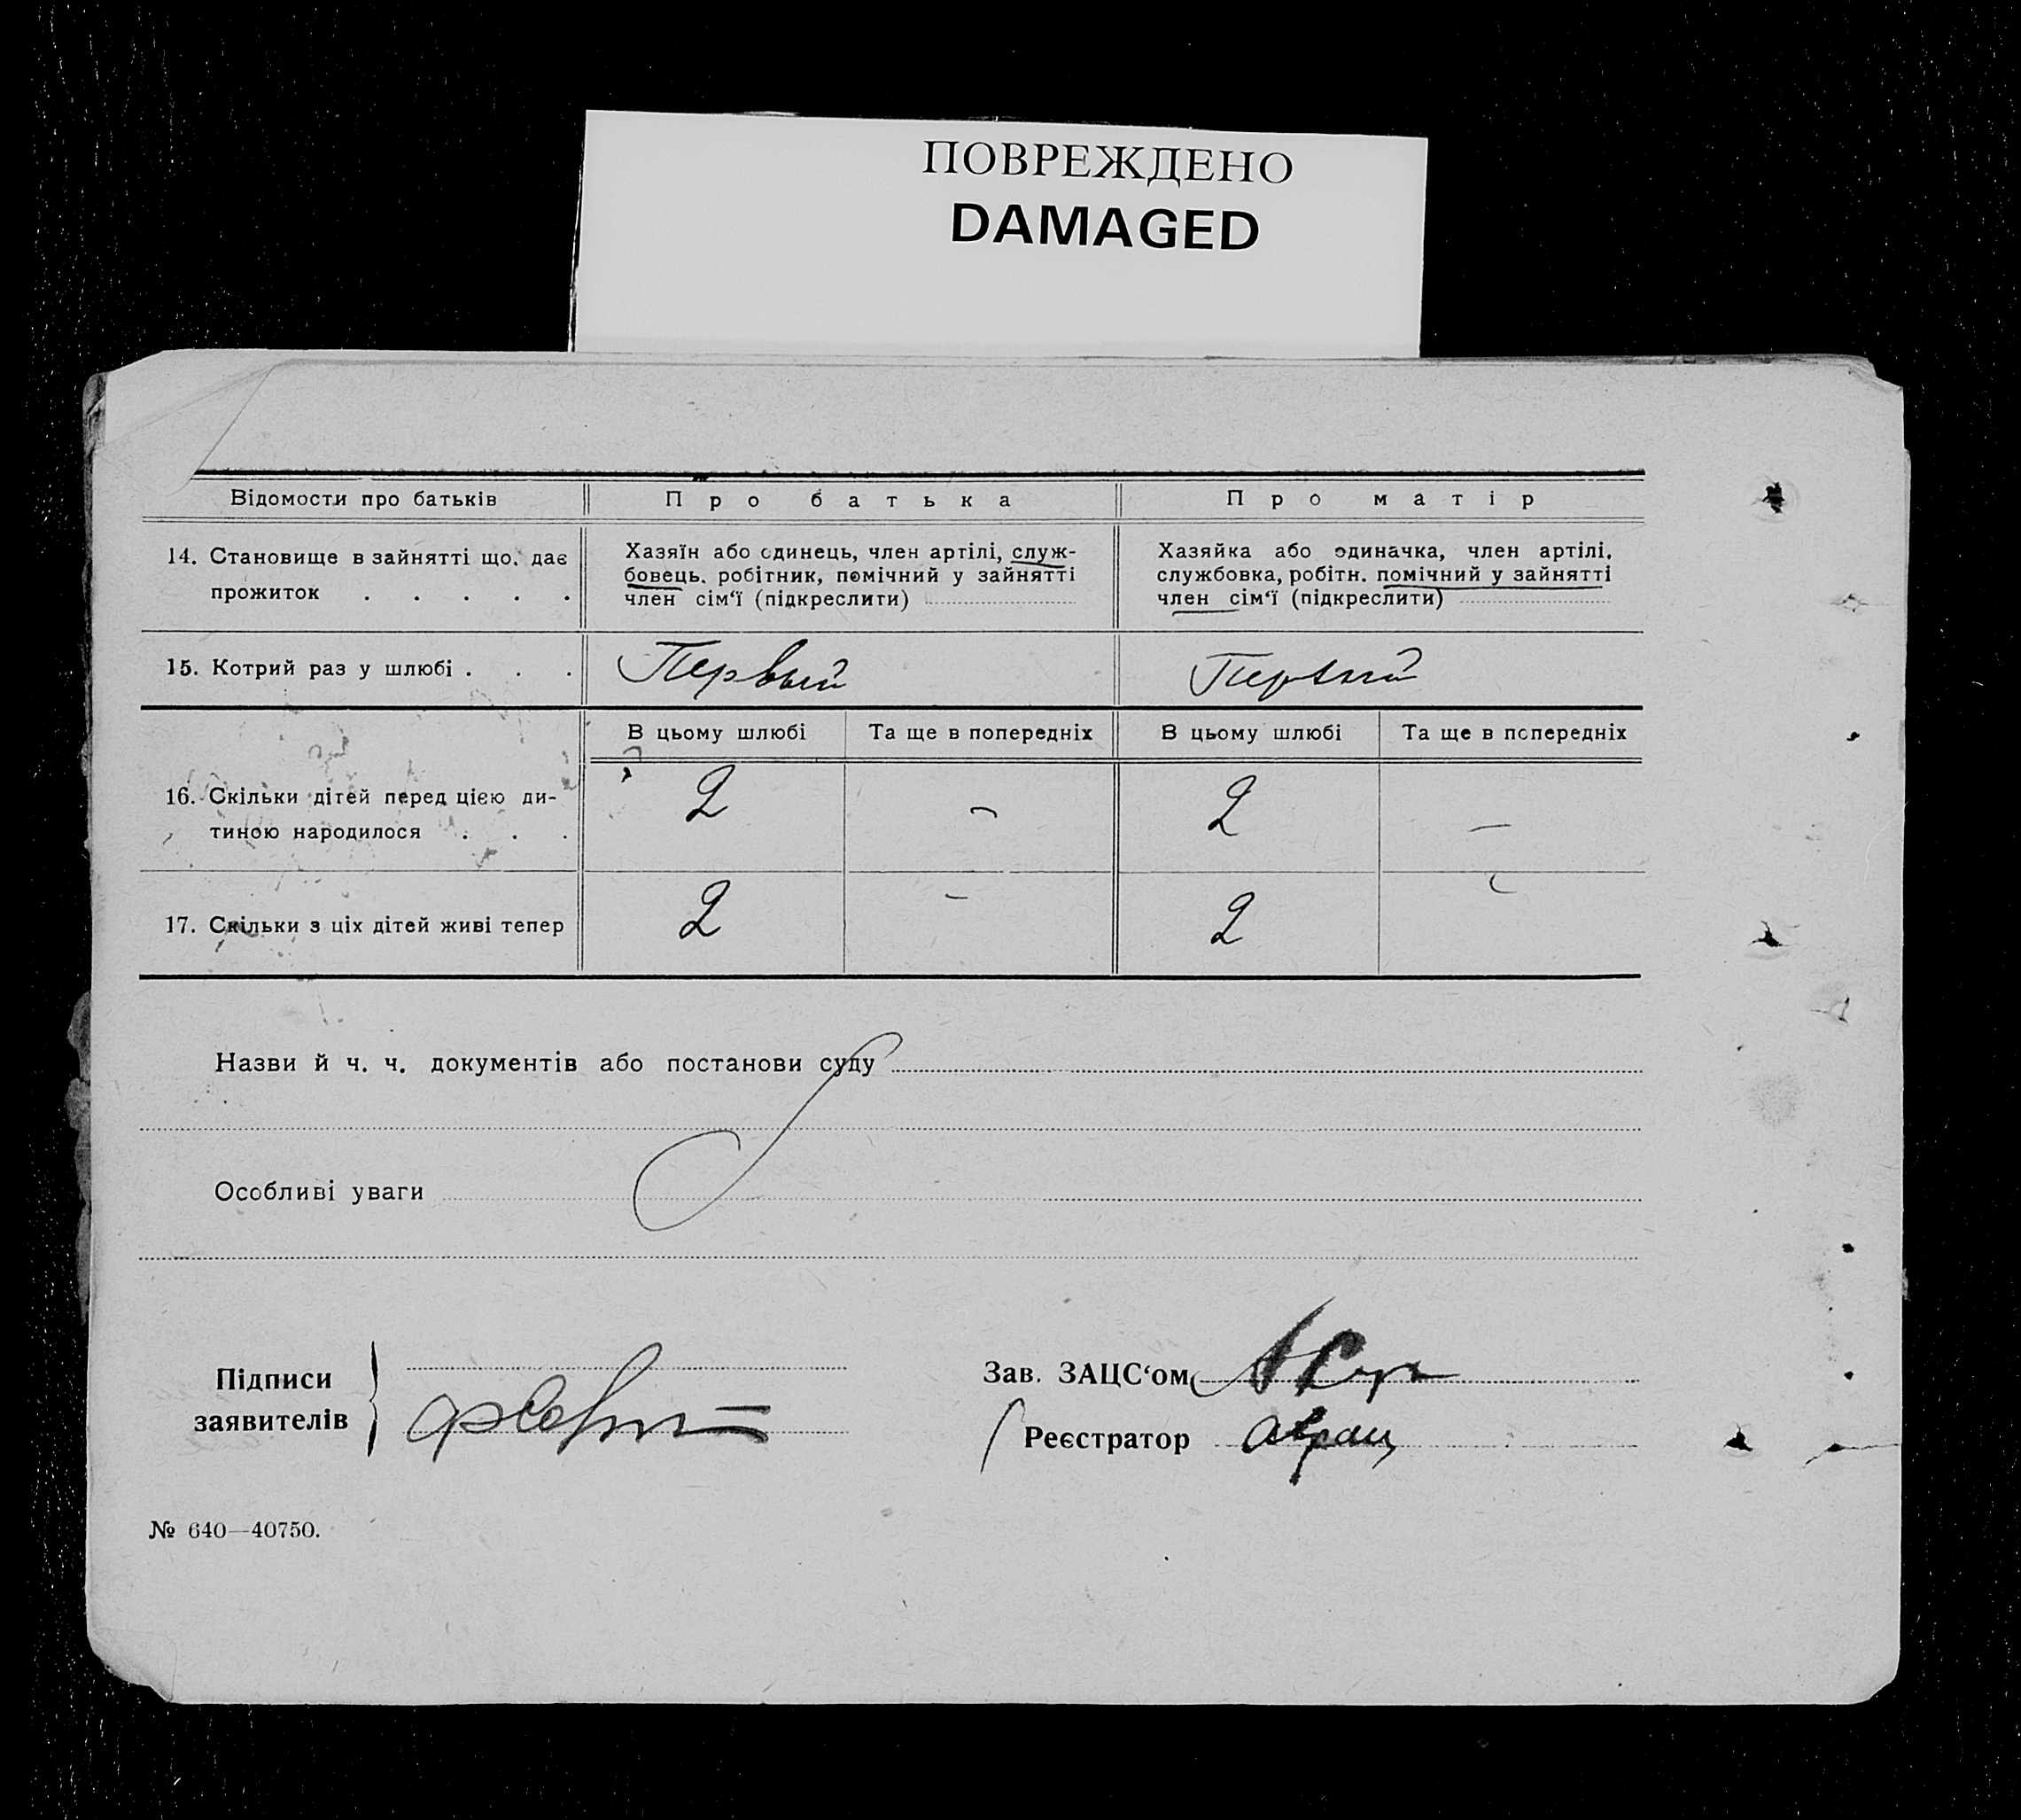 ПОВРЕЖДЕНО
DAMAGED
Відомости про батьків Про батька Про матір
14. Становище в зайнятті що дає прожиток . . . . .
Хазяїн або одинець, член артілі, служ-
бовець, робітник, помічний у зайнятті
член сім‘ї (підкреслити)
Хазяйка або одиначка, член артілі,
службовка, робітн. помічний у зайнятті
член сім‘ї (підкреслити)
15. Котрий раз у шлюбі . . . Первый Первый
В цьому шлюбі Та ще в попередніх В цьому шлюбі Та ще в попередніх
16. Скільки дітей перед цією ди-
тиною народилося . . . 2 – 2 –
17. Скільки з ціх дітей живі тепер 2 – 2 –
Назви й ч. ч. документів або постанови суду
Особливі уваги
Підписи
заявителів
Зав. ЗАЦС‘ом
Реєстратор
№ 640—40750.